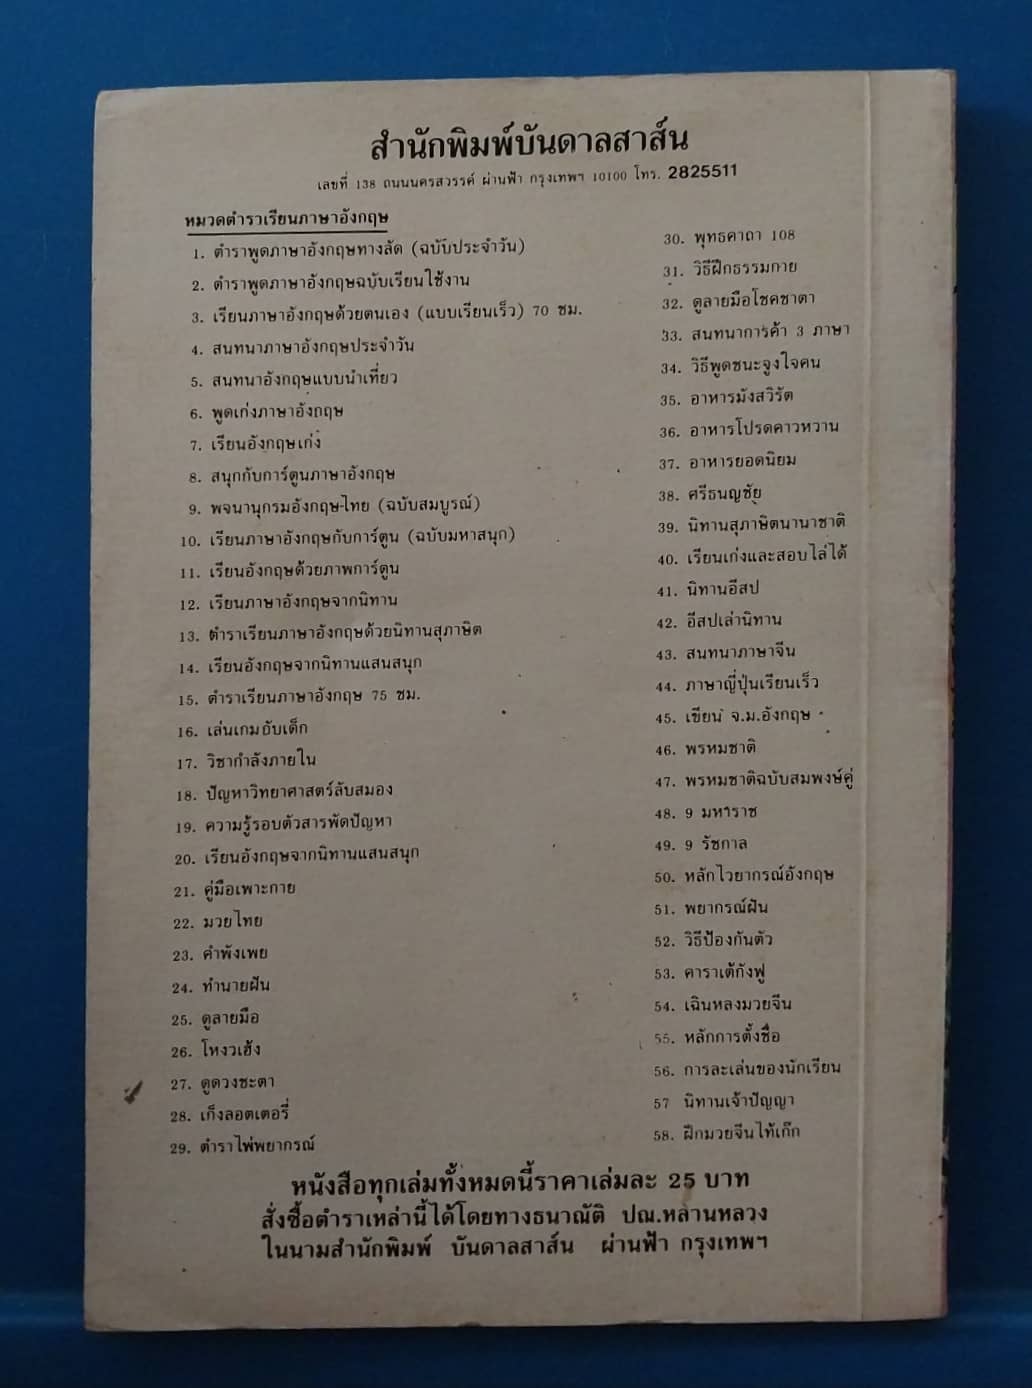 สำนักพิมพ์บันดาลสาส์น
เลขที่ 138 ถนนนครสวรรค์ ผ่านฟ้า กรุงเทพฯ 10100 โทร. 2825511
หมวดตำราเรียนภาษาอังกฤษ
1. ตำราพูดภาษาอังกฤษทางลัด (ฉบับประจำวัน)
2. ตำราพูดภาษาอังกฤษฉบับเรียนใช้งาน
3. เรียนภาษาอังกฤษด้วยตนเอง (แบบเรียนเร็ว) 70 ชม.
4. สนทนาภาษาอังกฤษประจำวัน
5. สนทนาอังกฤษแบบนำเที่ยว
6. พูดเก่งภาษาอังกฤษ
7. เรียนอังกฤษเก่ง
8. สนุกกับการ์ตูนภาษาอังกฤษ
9. พจนานุกรมอังกฤษ-ไทย (ฉบับสมบูรณ์)
10. เรียนภาษาอังกฤษกับการ์ตูน (ฉบับมหาสนุก)
11. เรียนอังกฤษด้วยภาพการ์ตูน
12. เรียนภาษาอังกฤษจากนิทาน
13. ตำราเรียนภาษาอังกฤษด้วยนิทานสุภาษิต
14. เรียนอังกฤษจากนิทานแสนสนุก
15. ตำราเรียนภาษาอังกฤษ 75 ชม.
16. เล่นเกมอับเด็ก
17. วิชากำลังภายใน
18. ปัญหาวิทยาศาสตร์ลับสมอง
19. ความรู้รอบตัวสารพัดปัญหา
20. เรียนอังกฤษจากนิทานแสนสนุก
21. คู่มือเพาะกาย
22. มวยไทย
23. คำพังเพย
24. ทำนายฝัน
25. ดูลายมือ
26. โหงวเฮ้ง
27. ดูดวงชะตา
28. เก็งลอตเตอรี่
29. ตำราไพ่พยากรณ์
30. พุทธคาถา 108
31. วิธีฝึกธรรมกาย
32. ดูลายมือโชคชาตา
33. สนทนาการค้า 3 ภาษา
34. วิธีพูดชนะจูงใจคน
35. อาหารมังสวิรัต
36. อาหารโปรดคาวหวาน
37. อาหารยอดนิยม
38. ศรีธนญชัย
39. นิทานสุภาษิตนานาชาติ
40. เรียนเก่งและสอบไล่ได้
41. นิทานอีสป
42. อีสปเล่านิทาน
43. สนทนาภาษาจีน
44. ภาษาญี่ปุ่นเรียนเร็ว
45. เขียน จ.ม.อังกฤษ
46. พรหมชาติ
47. พรหมชาติฉบับสมพงษ์คู่
48. 9 มหาราช
49. 9 รัชกาล
50. หลักไวยากรณ์อังกฤษ
51. พยากรณ์ฝัน
52. วิธีป้องกันตัว
53. คาราเต้กังฟู
54. เฉินหลงมวยจีน
55. หลักการตั้งชื่อ
56. การละเล่นของนักเรียน
57 นิทานเจ้าปัญญา
58. ฝึกมวยจีนไท้เก๊ก
หนังสือทุกเล่มทั้งหมดนี้ราคาเล่มละ 25 บาท
สั่งซื้อตำราเหล่านี้ได้โดยทางธนาณัติ ปณ.หลานหลวง
ในนามสำนักพิมพ์ บันดาลสาส์น ผ่านฟ้า กรุงเทพฯ